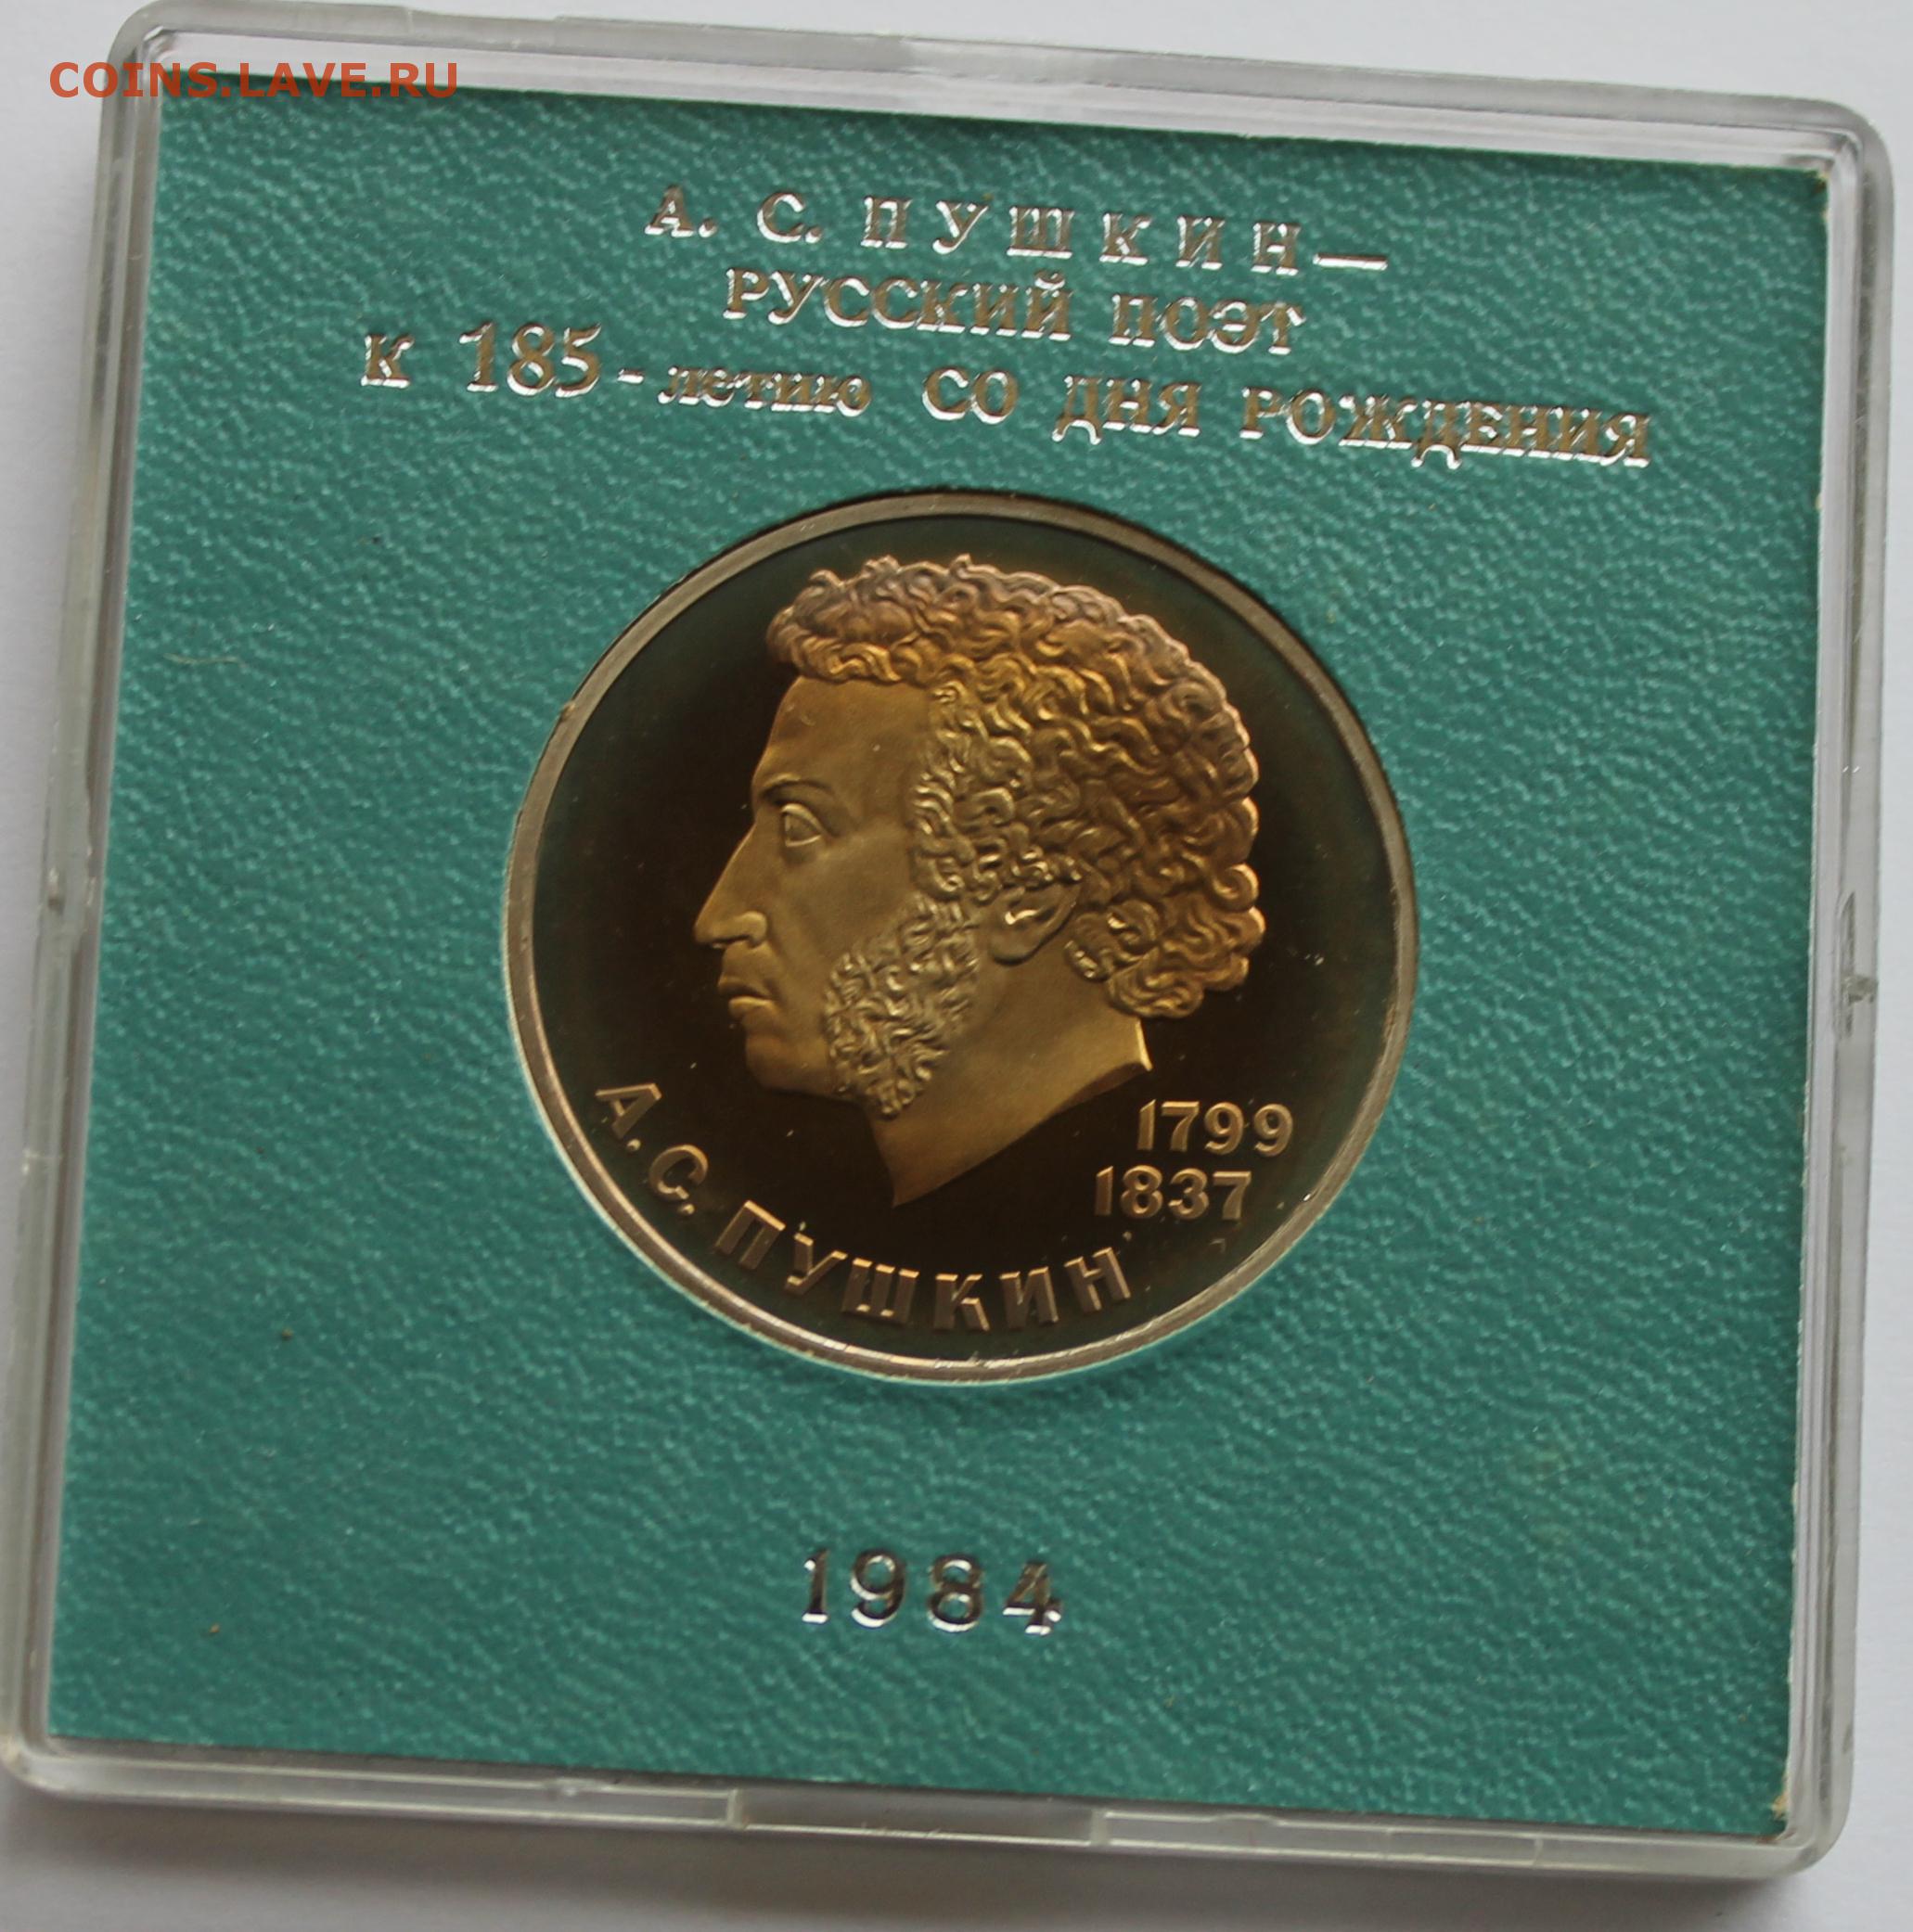 COINS.LAVE.RU
А. С. ПУШКИН—
РУССКИЙ ПОЭТ
К 185-летию СО ДНЯ РОЖДЕНИЯ
1799
1837
А.С. ПУШКИН
1984